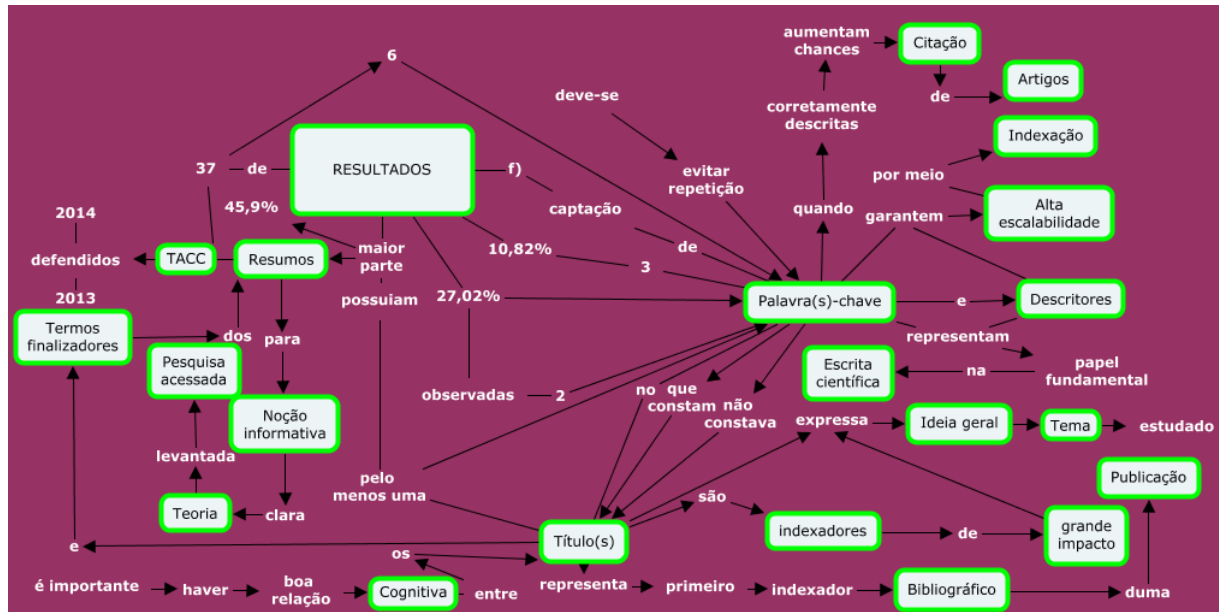 aumentam
chances
Citação
de
Artigos
6
deve-se
corretamente
descritas
Indexação
37
de
RESULTADOS
f)
evitar
repetição
por meio
45,9%
captação
quando
garantem
Alta
escalabilidade
2014
defendidos
TACC
Resumos
maior
parte
10,82%
de
3
2013
possuiam
27,02%
Palavra(s)-chave
e
Descritores
Termos
finalizadores
dos
para
representam
Pesquisa
acessada
Escrita
científica
na
papel
fundamental
observadas
2
no
que
constam
não
constava
Noção
informativa
expressa
Ideia geral
Tema
estudado
levantada
pelo
menos uma
Publicação
Teoria
clara
são
indexadores
de
grande
impacto
e
Título(s)
os
é importante
haver
boa
relação
Cognitiva
entre
representa
primeiro
indexador
Bibliográfico
duma